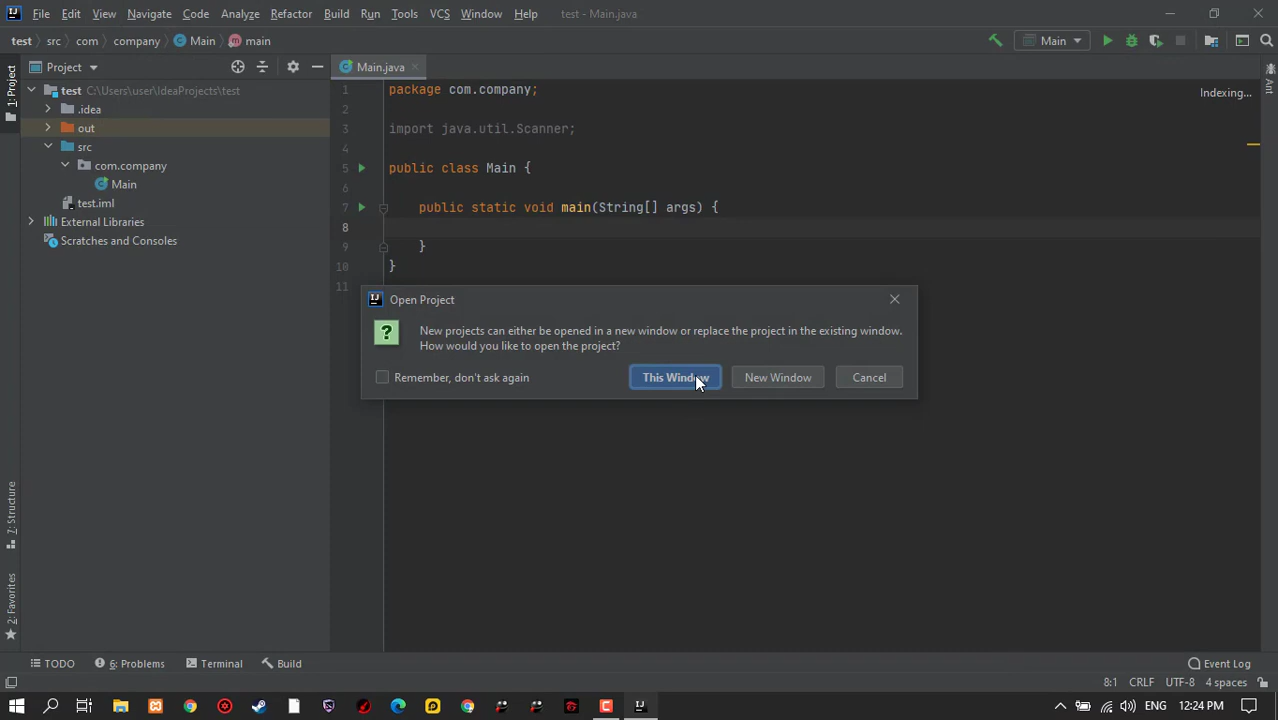 File Edit View Navigate Code Analyze Refactor Build Run Tools VCS Window Help test - Main.java
test src com company Main main
Main
1: Project
Project
Main.java
Ant
test C:\Users\user\IdeaProjects\test
.idea
out
src
com.company
Main
test.iml
External Libraries
Scratches and Consoles
Indexing...
1 package com.company;
2
3 import java.util.Scanner;
4
5 public class Main {
6
7 public static void main(String[] args) {
8
9 }
10 }
11
Open Project
New projects can either be opened in a new window or replace the project in the existing window.
How would you like to open the project?
Remember, don't ask again
This Window
New Window
Cancel
7: Structure
2: Favorites
TODO 6: Problems Terminal Build Event Log
8:1 CRLF UTF-8 4 spaces
ENG 12:24 PM